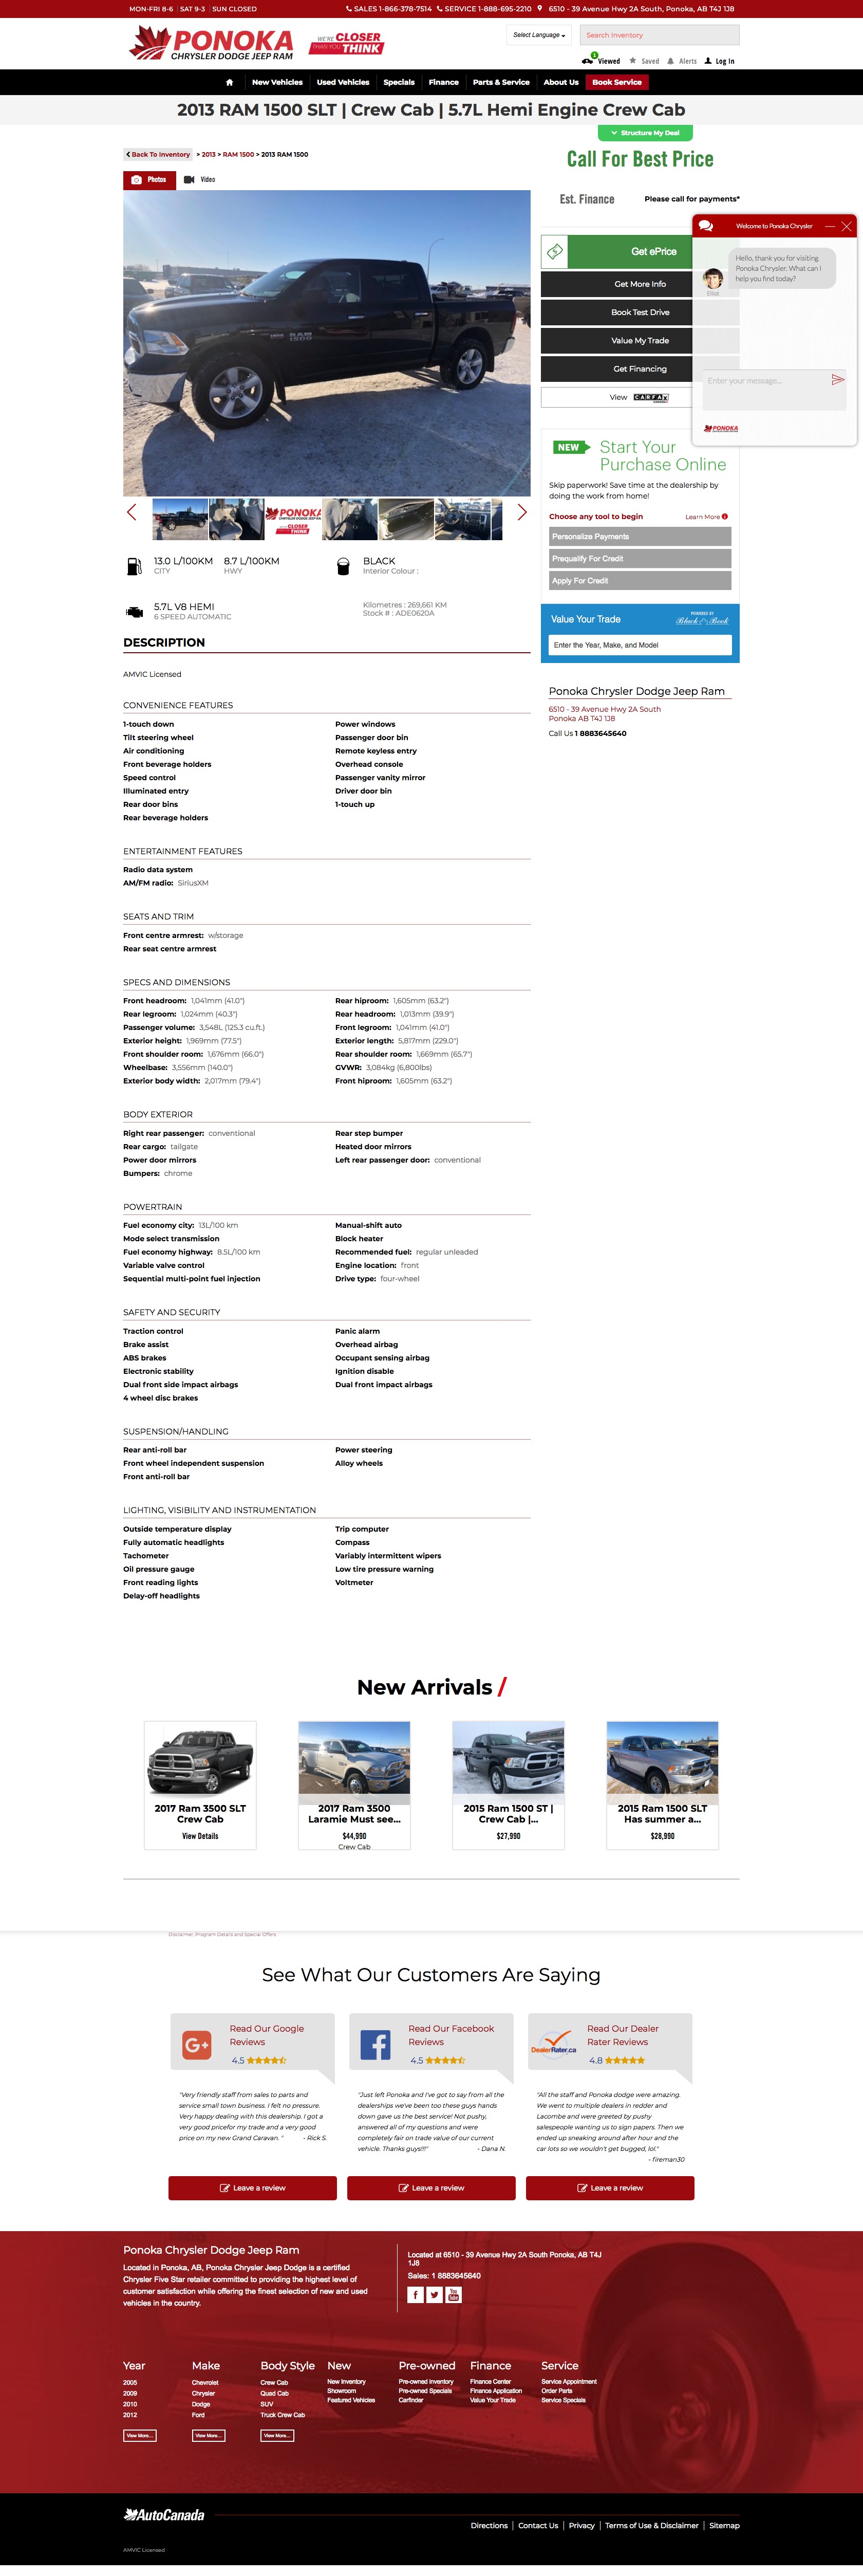 MON-FRI 8-6 | SAT 9-3 | SUN CLOSED
SALES 1-866-378-7514 SERVICE 1-888-695-2210 6510 - 39 Avenue Hwy 2A South, Ponoka, AB T4J 1J8
PONOKA
CHRYSLER DODGE JEEP RAM
WE'RE CLOSER
THAN YOU THINK
Select Language
Search Inventory
1
Viewed Saved Alerts Log In
New Vehicles Used Vehicles Specials Finance Parts & Service About Us Book Service
2013 RAM 1500 SLT | Crew Cab | 5.7L Hemi Engine Crew Cab
Structure My Deal
Back To Inventory > 2013 > RAM 1500 > 2013 RAM 1500
Call For Best Price
Photos Video
Est. Finance Please call for payments*
Welcome to Ponoka Chrysler
Hello, thank you for visiting
Ponoka Chrysler. What can I
help you find today?
Elliot
Enter your message...
PONOKA
Get ePrice
Get More Info
Book Test Drive
Value My Trade
Get Financing
View CARFAX
RAM
1500
NEW
Start Your
Purchase Online
Skip paperwork! Save time at the dealership by
doing the work from home!
Choose any tool to begin Learn More
Personalize Payments
Prequalify For Credit
Apply For Credit
Value Your Trade
POWERED BY
Black Book
Enter the Year, Make, and Model
Ponoka Chrysler Dodge Jeep Ram
6510 - 39 Avenue Hwy 2A South
Ponoka AB T4J 1J8
Call Us 1 8883645640
13.0 L/100KM 8.7 L/100KM BLACK
CITY HWY Interior Colour :
5.7L V8 HEMI Kilometres : 269,661 KM
6 SPEED AUTOMATIC Stock # : ADE0620A
DESCRIPTION
AMVIC Licensed
CONVENIENCE FEATURES
1-touch down Power windows
Tilt steering wheel Passenger door bin
Air conditioning Remote keyless entry
Front beverage holders Overhead console
Speed control Passenger vanity mirror
Illuminated entry Driver door bin
Rear door bins 1-touch up
Rear beverage holders
ENTERTAINMENT FEATURES
Radio data system
AM/FM radio: SiriusXM
SEATS AND TRIM
Front centre armrest: w/storage
Rear seat centre armrest
SPECS AND DIMENSIONS
Front headroom: 1,041mm (41.0") Rear hiproom: 1,605mm (63.2")
Rear legroom: 1,024mm (40.3") Rear headroom: 1,013mm (39.9")
Passenger volume: 3,548L (125.3 cu.ft.) Front legroom: 1,041mm (41.0")
Exterior height: 1,969mm (77.5") Exterior length: 5,817mm (229.0")
Front shoulder room: 1,676mm (66.0") Rear shoulder room: 1,669mm (65.7")
Wheelbase: 3,556mm (140.0") GVWR: 3,084kg (6,800lbs)
Exterior body width: 2,017mm (79.4") Front hiproom: 1,605mm (63.2")
BODY EXTERIOR
Right rear passenger: conventional Rear step bumper
Rear cargo: tailgate Heated door mirrors
Power door mirrors Left rear passenger door: conventional
Bumpers: chrome
POWERTRAIN
Fuel economy city: 13L/100 km Manual-shift auto
Mode select transmission Block heater
Fuel economy highway: 8.5L/100 km Recommended fuel: regular unleaded
Variable valve control Engine location: front
Sequential multi-point fuel injection Drive type: four-wheel
SAFETY AND SECURITY
Traction control Panic alarm
Brake assist Overhead airbag
ABS brakes Occupant sensing airbag
Electronic stability Ignition disable
Dual front side impact airbags Dual front impact airbags
4 wheel disc brakes
SUSPENSION/HANDLING
Rear anti-roll bar Power steering
Front wheel independent suspension Alloy wheels
Front anti-roll bar
LIGHTING, VISIBILITY AND INSTRUMENTATION
Outside temperature display Trip computer
Fully automatic headlights Compass
Tachometer Variably intermittent wipers
Oil pressure gauge Low tire pressure warning
Front reading lights Voltmeter
Delay-off headlights
New Arrivals /
2017 Ram 3500 SLT
Crew Cab
View Details
2017 Ram 3500
Laramie Must see...
$44,990
Crew Cab
2015 Ram 1500 ST |
Crew Cab |...
$27,990
2015 Ram 1500 SLT
Has summer a...
$28,990
Disclaimer, Program Details and Special Offers
See What Our Customers Are Saying
G+
Read Our Google
Reviews
4.5
"Very friendly staff from sales to parts and
service small town business. I felt no pressure.
Very happy dealing with this dealership. I got a
very good pricefor my trade and a very good
price on my new Grand Caravan. " - Rick S.
Leave a review
Read Our Facebook
Reviews
4.5
"Just left Ponoka and I've got to say from all the
dealerships we've been too these guys hands
down gave us the best service! Not pushy,
answered all of my questions and were
completely fair on trade value of our current
vehicle. Thanks guys!!!" - Dana N.
Leave a review
DealerRater.ca
Read Our Dealer
Rater Reviews
4.8
"All the staff and Ponoka dodge were amazing.
We went to multiple dealers in redder and
Lacombe and were greeted by pushy
salespeople wanting us to sign papers. Then we
ended up sneaking around after hour and the
car lots so we wouldn't get bugged, lol."
- fireman30
Leave a review
Ponoka Chrysler Dodge Jeep Ram
Located in Ponoka, AB, Ponoka Chrysler Jeep Dodge is a certified
Chrysler Five Star retailer committed to providing the highest level of
customer satisfaction while offering the finest selection of new and used
vehicles in the country.
Located at 6510 - 39 Avenue Hwy 2A South Ponoka, AB T4J
1J8
Sales: 1 8883645640
You Tube
Year Make Body Style New Pre-owned Finance Service
2005 Chevrolet Crew Cab New Inventory Pre-owned Inventory Finance Center Service Appointment
2009 Chrysler Quad Cab Showroom Pre-owned Specials Finance Application Order Parts
2010 Dodge SUV Featured Vehicles Carfinder Value Your Trade Service Specials
2012 Ford Truck Crew Cab
View More... View More... View More...
AutoCanada
Directions | Contact Us | Privacy | Terms of Use & Disclaimer | Sitemap
AMVIC Licensed